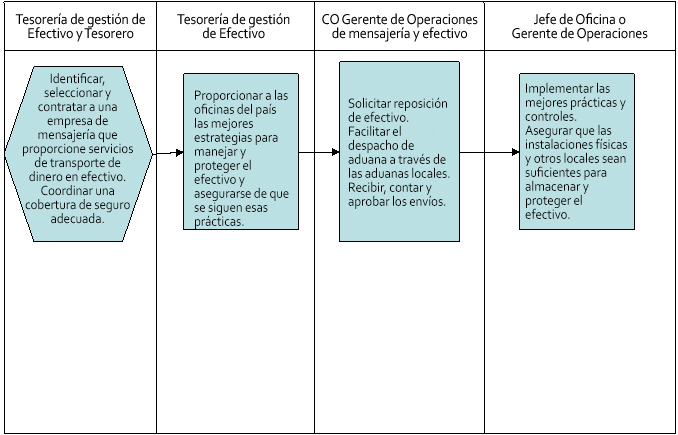 Tesorería de gestión de
Efectivo y Tesorero
Tesorería de gestión
de Efectivo
CO Gerente de Operaciones
de mensajería y efectivo
Jefe de Oficina o
Gerente de Operaciones
Identificar,
seleccionar y
contratar a una
empresa de
mensajería que
proporcione servicios
de transporte de
dinero en efectivo.
Coordinar una
cobertura de seguro
adecuada.
Proporcionar a las
oficinas del país
las mejores
estrategias para
manejar y
proteger el
efectivo y
asegurarse de que
se siguen esas
prácticas.
Solicitar reposición
de efectivo.
Facilitar el
despacho de
aduana a través de
las aduanas locales.
Recibir, contar y
aprobar los envíos.
Implementar las
mejores prácticas y
controles.
Asegurar que las
instalaciones físicas
y otros locales sean
suficientes para
almacenar y
proteger el
efectivo.